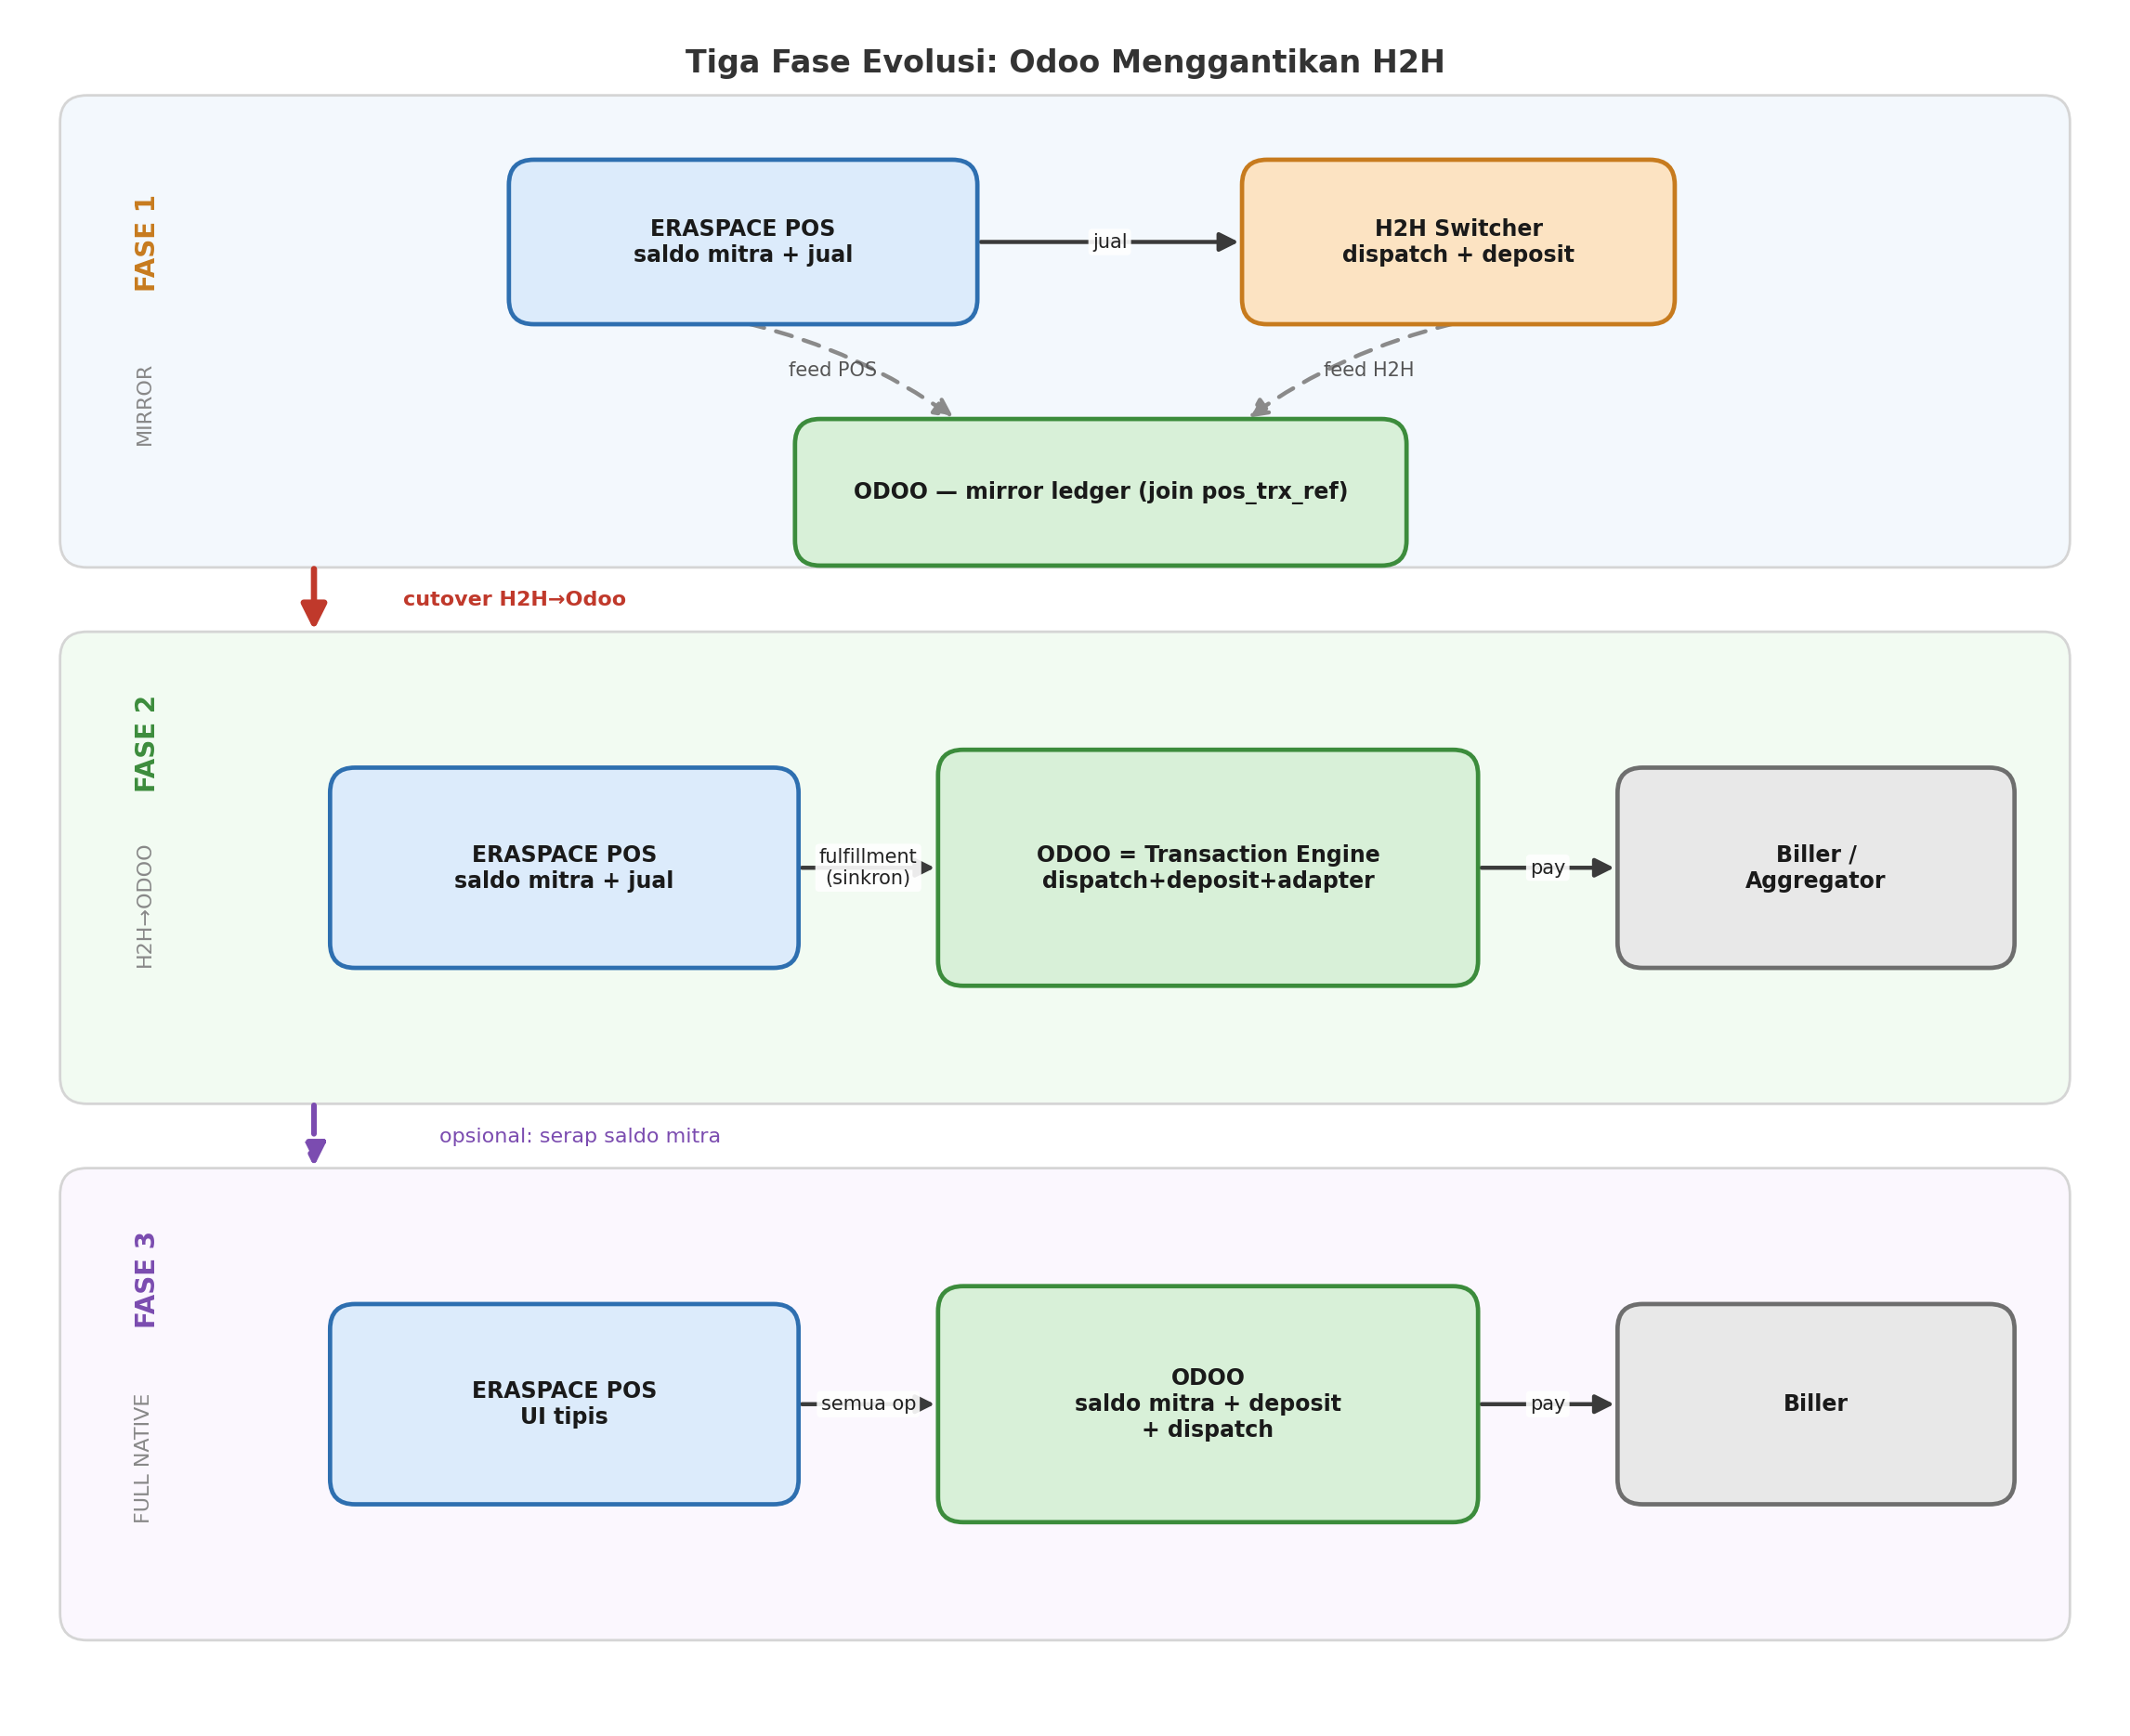 Tiga Fase Evolusi: Odoo Menggantikan H2H
FASE 1
MIRROR
ERASPACE POS
saldo mitra + jual
jual
H2H Switcher
dispatch + deposit
feed POS
feed H2H
ODOO — mirror ledger (join pos_trx_ref)
cutover H2H→Odoo
FASE 2
H2H→ODOO
ERASPACE POS
saldo mitra + jual
fulfillment
(sinkron)
ODOO = Transaction Engine
dispatch+deposit+adapter
pay
Biller /
Aggregator
opsional: serap saldo mitra
FASE 3
FULL NATIVE
ERASPACE POS
UI tipis
semua op
ODOO
saldo mitra + deposit
+ dispatch
pay
Biller